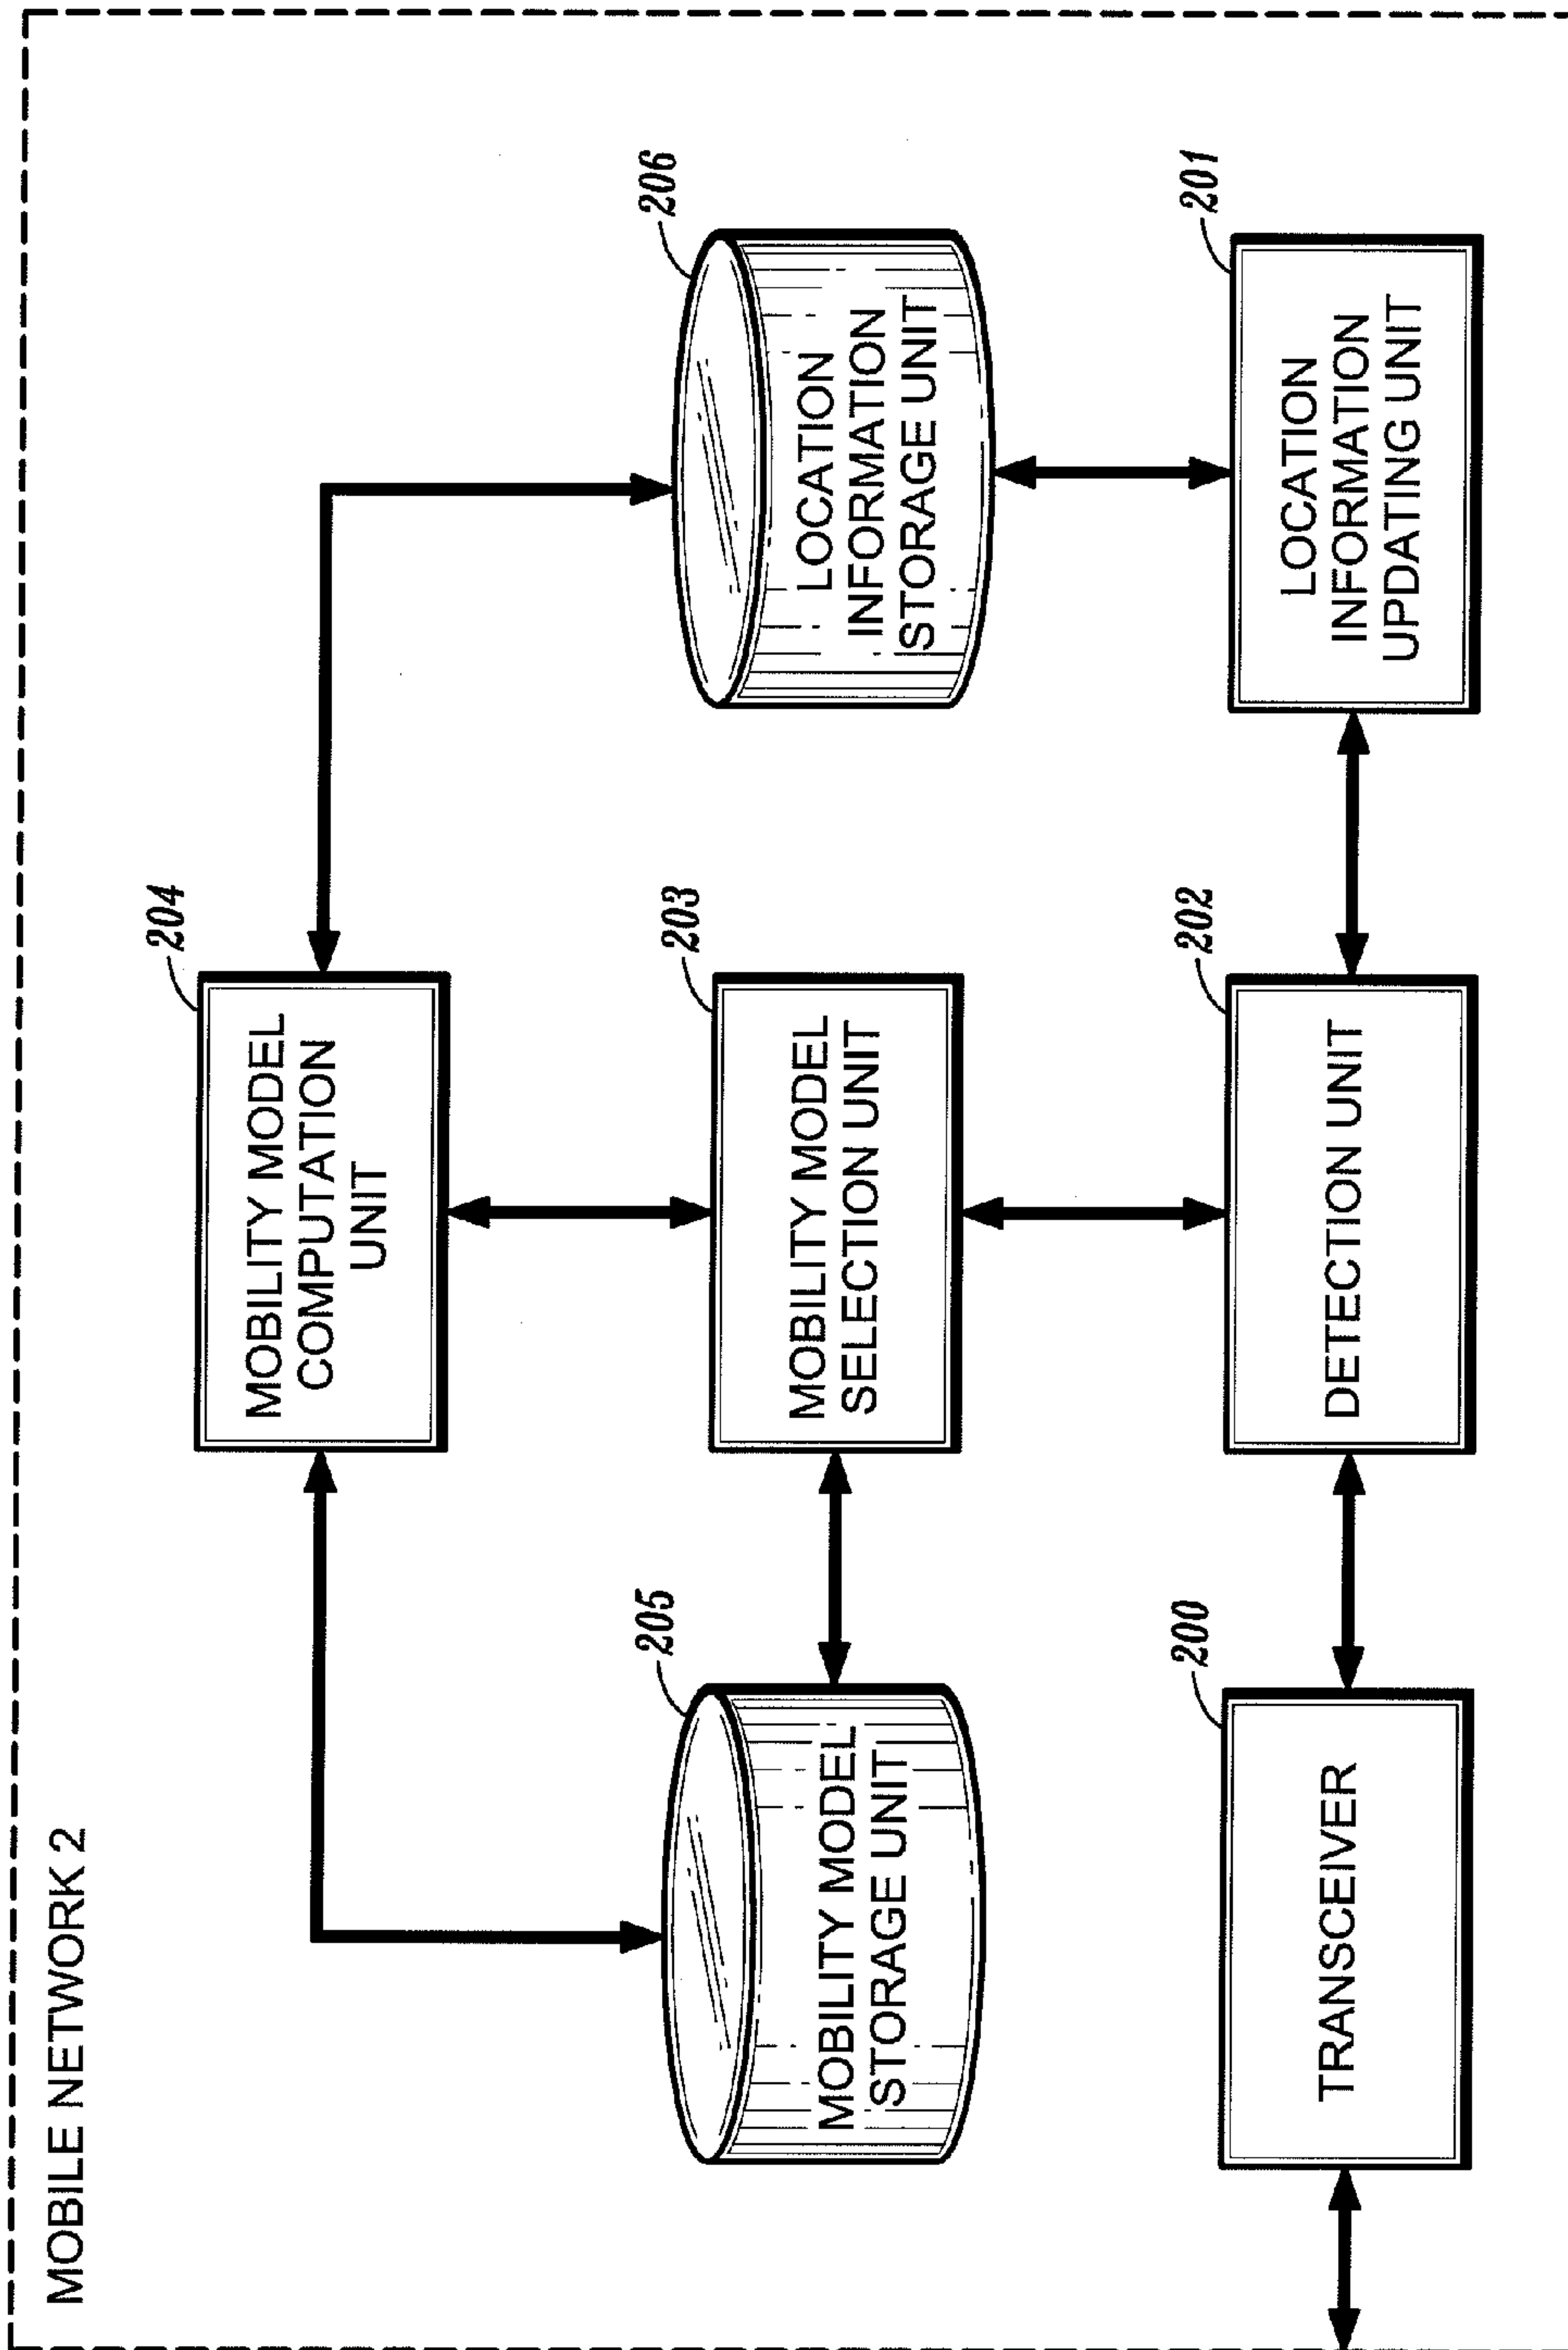 MOBILE NETWORK 2
204
MOBILITY MODEL
COMPUTATION
UNIT
205
MOBILITY MODEL
STORAGE UNIT
203
MOBILITY MODEL
SELECTION UNIT
206
LOCATION
INFORMATION
STORAGE UNIT
200
TRANSCEIVER
202
DETECTION UNIT
201
LOCATION
INFORMATION
UPDATING UNIT